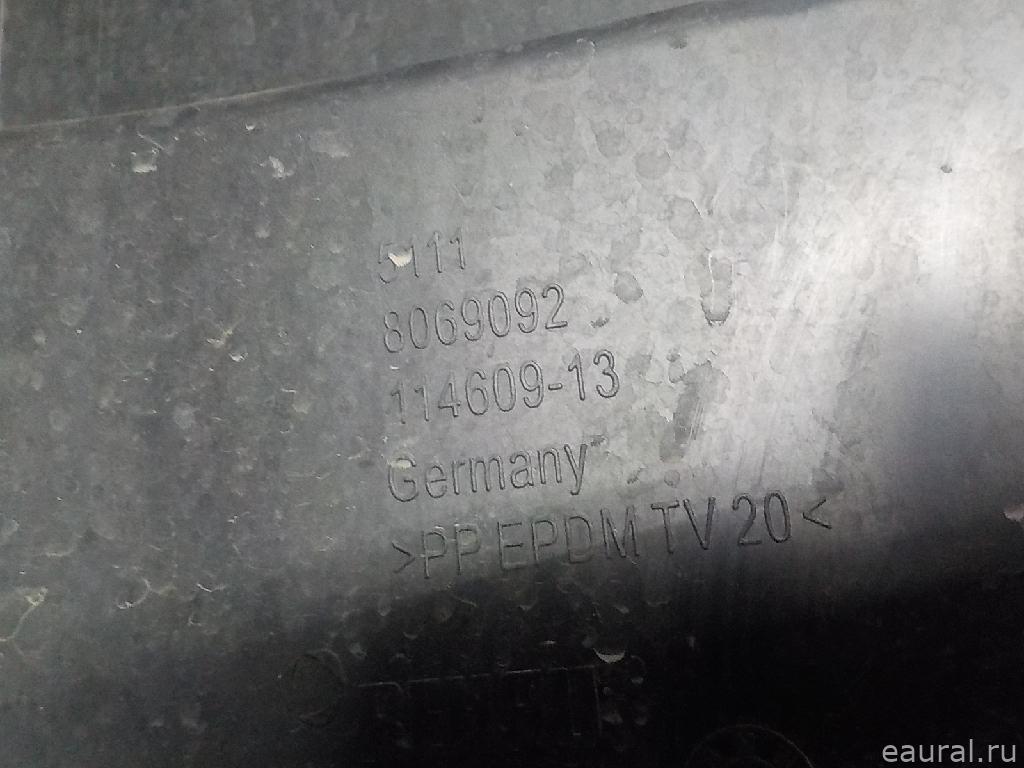 5111
8069092
114609-13
Germany
>PP EPDM TV 20<
eaural.ru